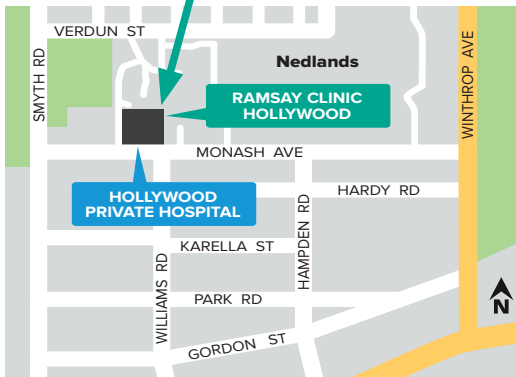 VERDUN ST
SMYTH RD
Nedlands
WINTHROP AVE
RAMSAY CLINIC
HOLLYWOOD
MONASH AVE
HOLLYWOOD
PRIVATE HOSPITAL
HARDY RD
HAMPDEN RD
KARELLA ST
WILLIAMS RD
PARK RD
GORDON ST
N